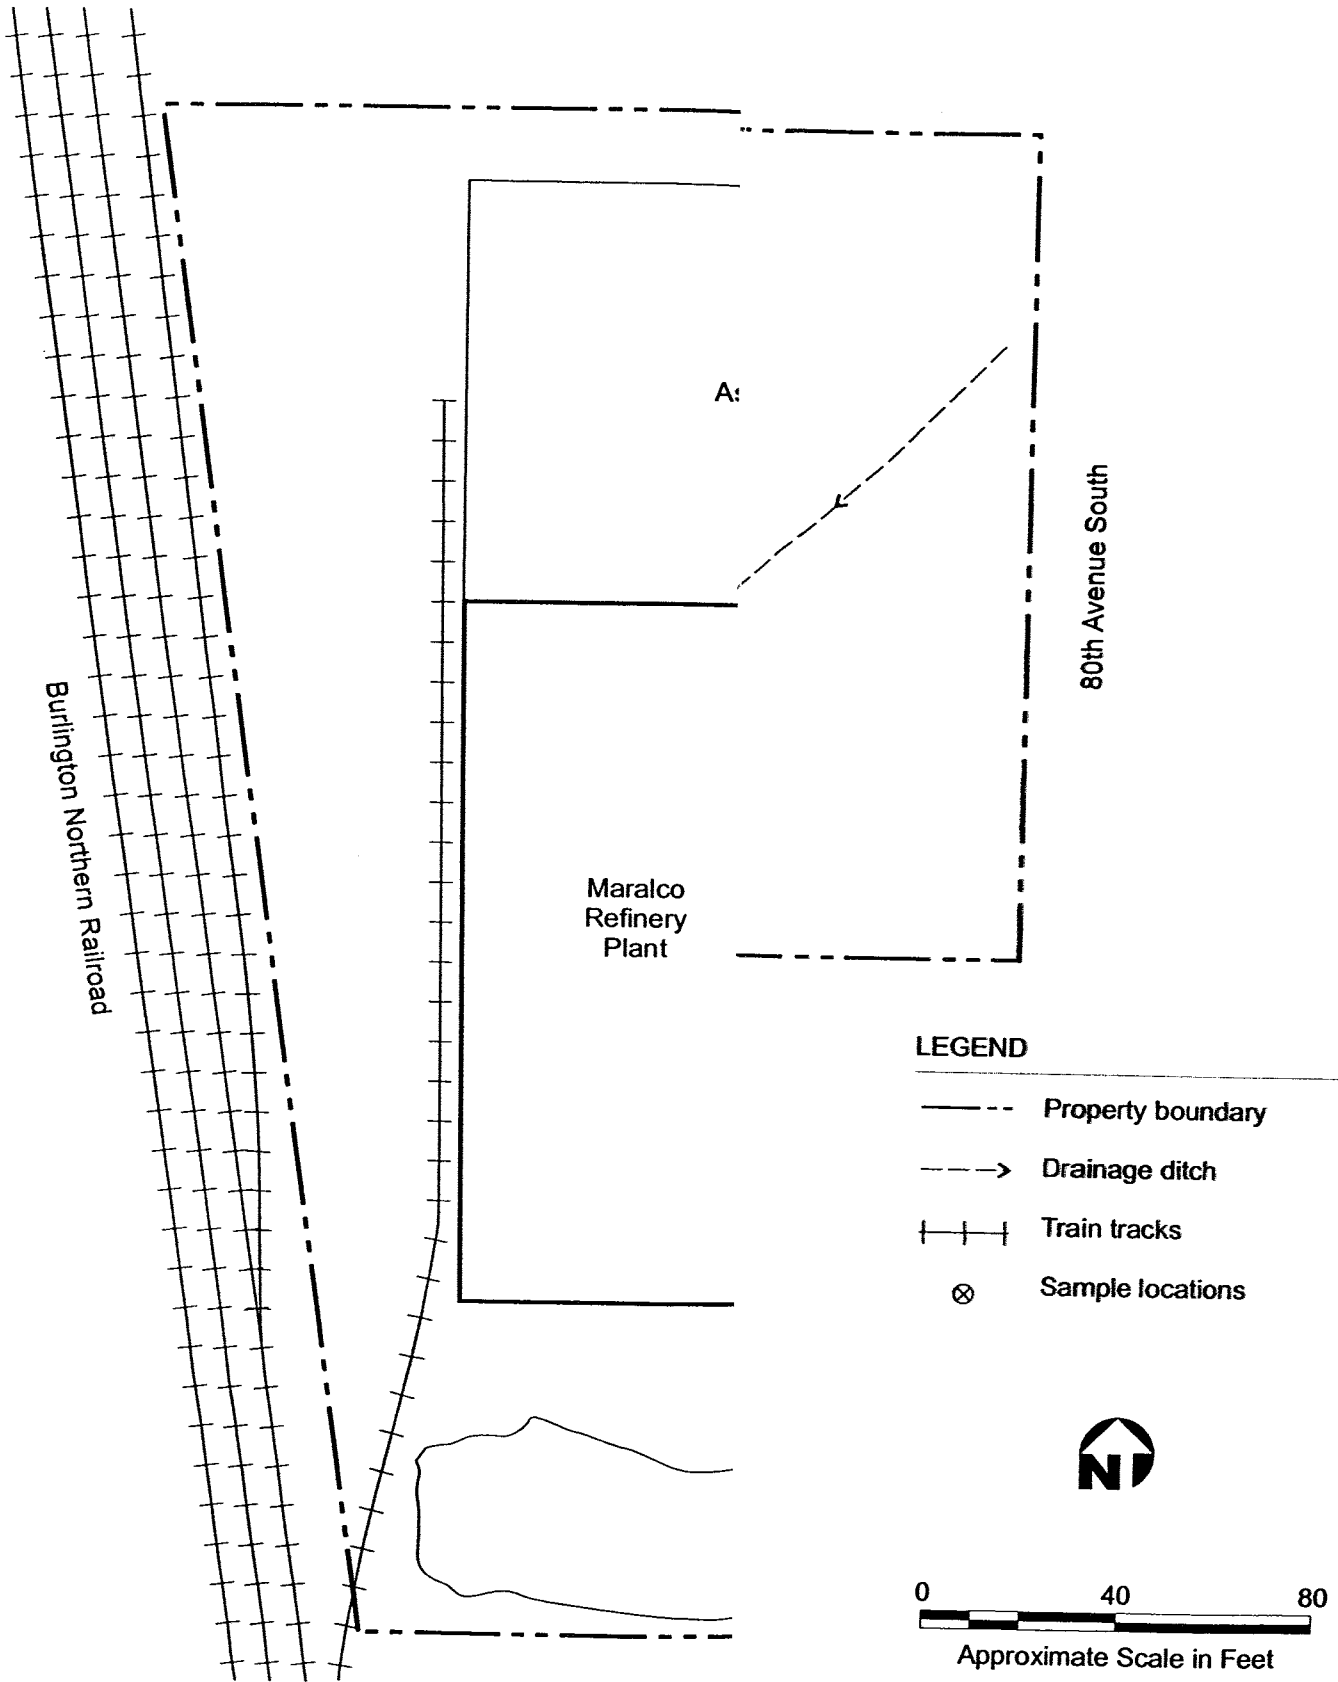 As
80th Avenue South
Burlington Northern Railroad
Maralco
Refinery
Plant
LEGEND
Property boundary
Drainage ditch
Train tracks
Sample locations
N
0 40 80
Approximate Scale in Feet